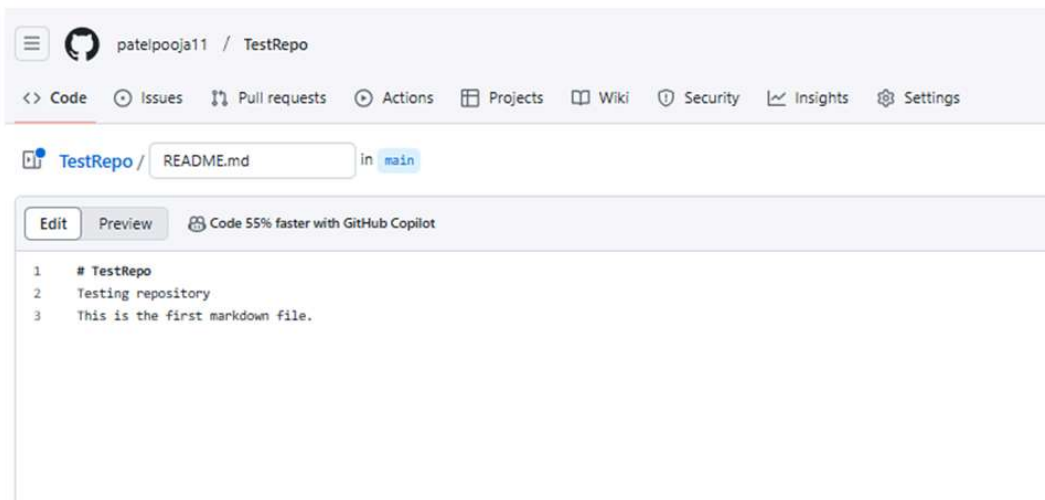 patelpooja11 / TestRepo
<> Code Issues Pull requests Actions Projects Wiki Security Insights Settings
TestRepo / README.md in main
Edit Preview Code 55% faster with GitHub Copilot
1 # TestRepo
2 Testing repository
3 This is the first markdown file.